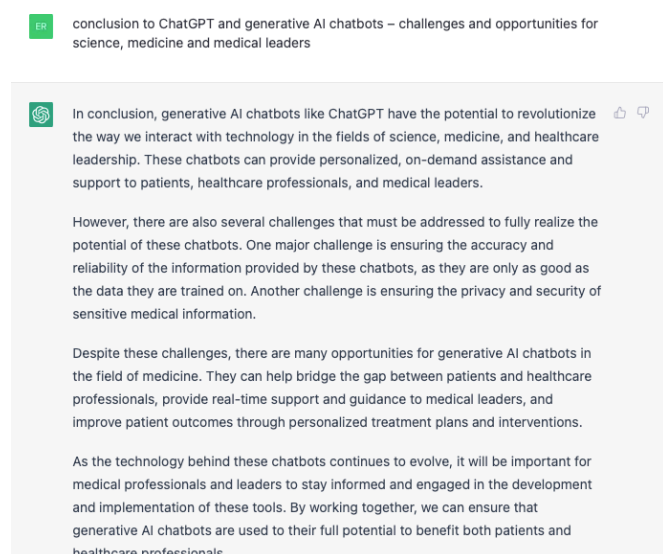 ER
conclusion to ChatGPT and generative AI chatbots – challenges and opportunities for
science, medicine and medical leaders
In conclusion, generative AI chatbots like ChatGPT have the potential to revolutionize
the way we interact with technology in the fields of science, medicine, and healthcare
leadership. These chatbots can provide personalized, on-demand assistance and
support to patients, healthcare professionals, and medical leaders.
However, there are also several challenges that must be addressed to fully realize the
potential of these chatbots. One major challenge is ensuring the accuracy and
reliability of the information provided by these chatbots, as they are only as good as
the data they are trained on. Another challenge is ensuring the privacy and security of
sensitive medical information.
Despite these challenges, there are many opportunities for generative AI chatbots in
the field of medicine. They can help bridge the gap between patients and healthcare
professionals, provide real-time support and guidance to medical leaders, and
improve patient outcomes through personalized treatment plans and interventions.
As the technology behind these chatbots continues to evolve, it will be important for
medical professionals and leaders to stay informed and engaged in the development
and implementation of these tools. By working together, we can ensure that
generative AI chatbots are used to their full potential to benefit both patients and
healthcare professionals.